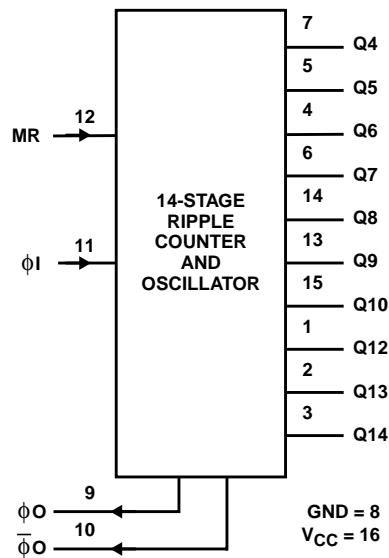 7
Q4
5
Q5
4
Q6
12
MR
6
Q7
14-STAGE
RIPPLE
COUNTER
AND
OSCILLATOR
14
Q8
13
Q9
11
ϕI
15
Q10
1
Q12
2
Q13
3
Q14
9
ϕO
10
ϕ̅O
GND = 8
VCC = 16